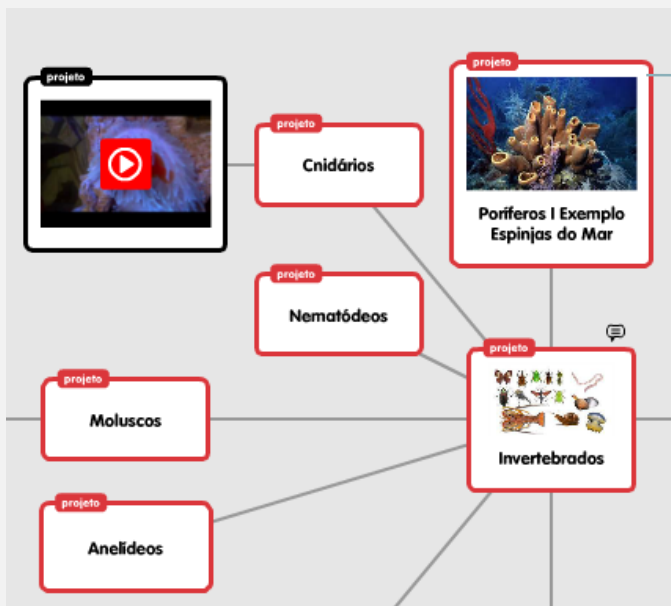 projeto
projeto
Poríferos | Exemplo
Espinjas do Mar
projeto
Cnidários
projeto
Nematódeos
projeto
Invertebrados
projeto
Moluscos
projeto
Anelídeos